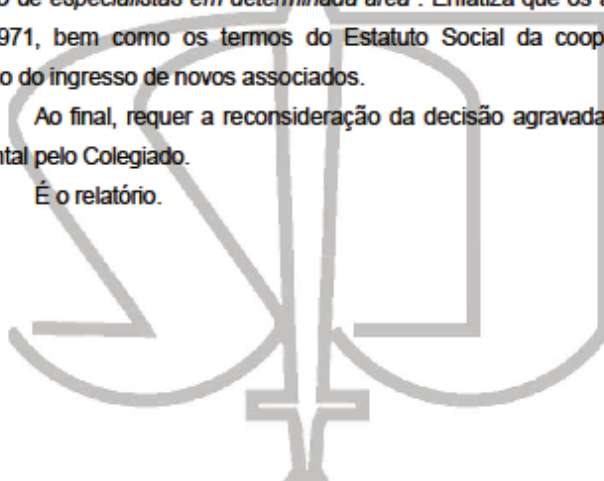 o de especialistas em determinada área". Enfatiza que os a
971, bem como os termos do Estatuto Social da coop
o do ingresso de novos associados.
Ao final, requer a reconsideração da decisão agravada
ntal pelo Colegiado.
É o relatório.